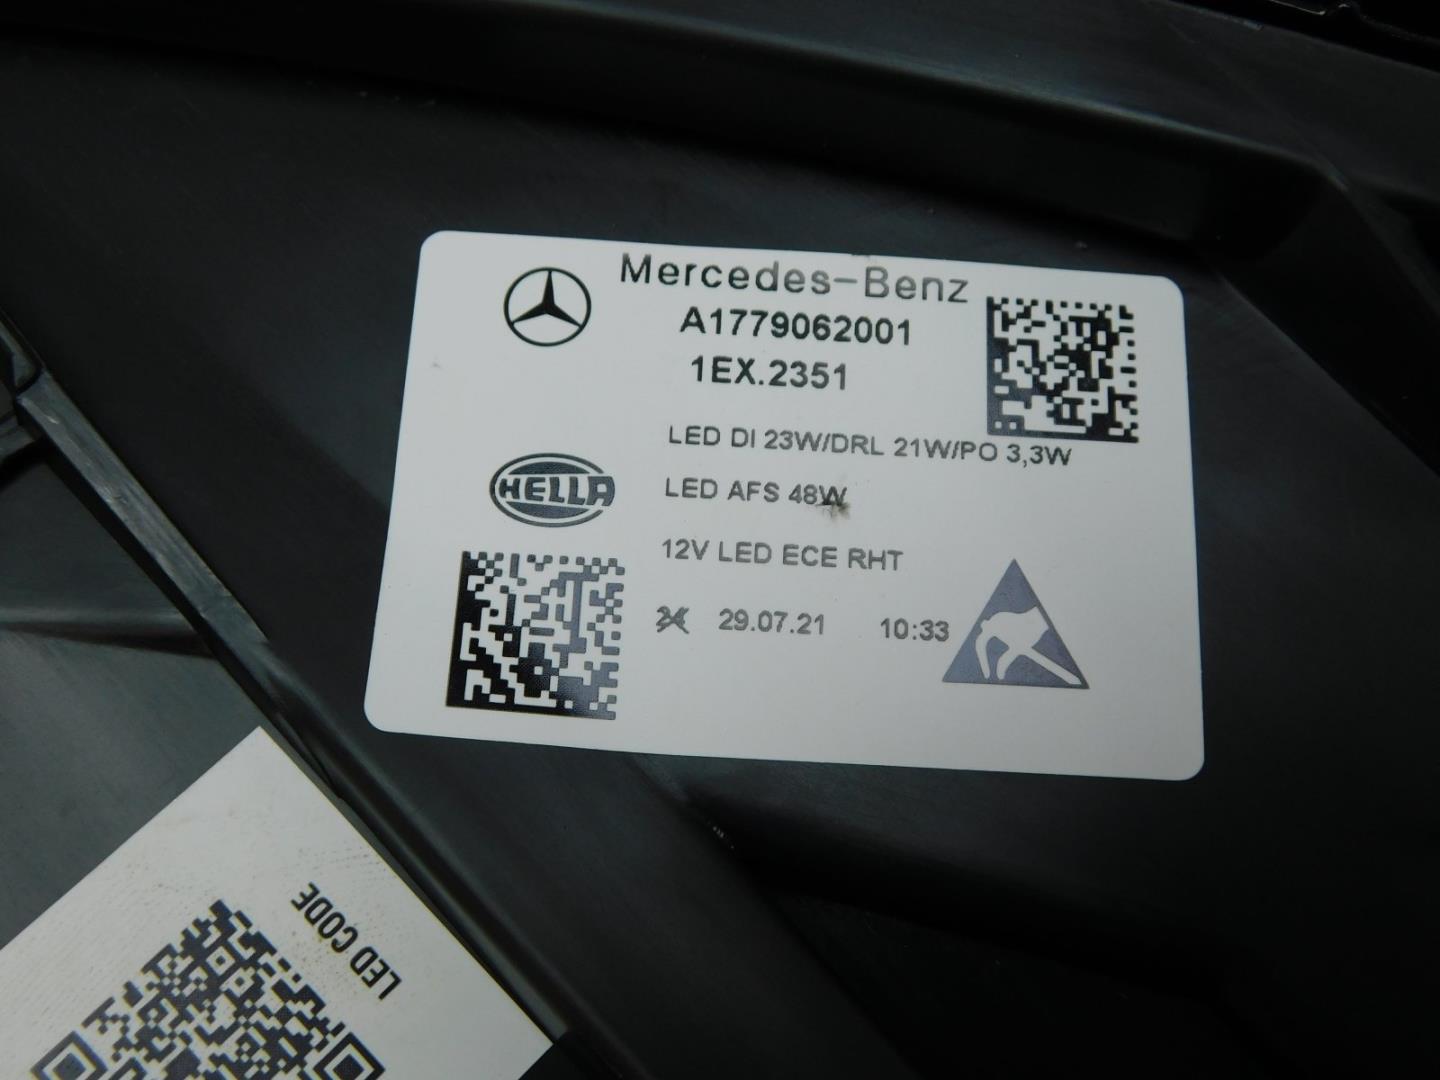 Mercedes-Benz
A1779062001
1EX.2351
LED DI 23W/DRL 21W/PO 3,3W
HELLA
LED AFS 48W
12V LED ECE RHT
29.07.21 10:33
LED CODE